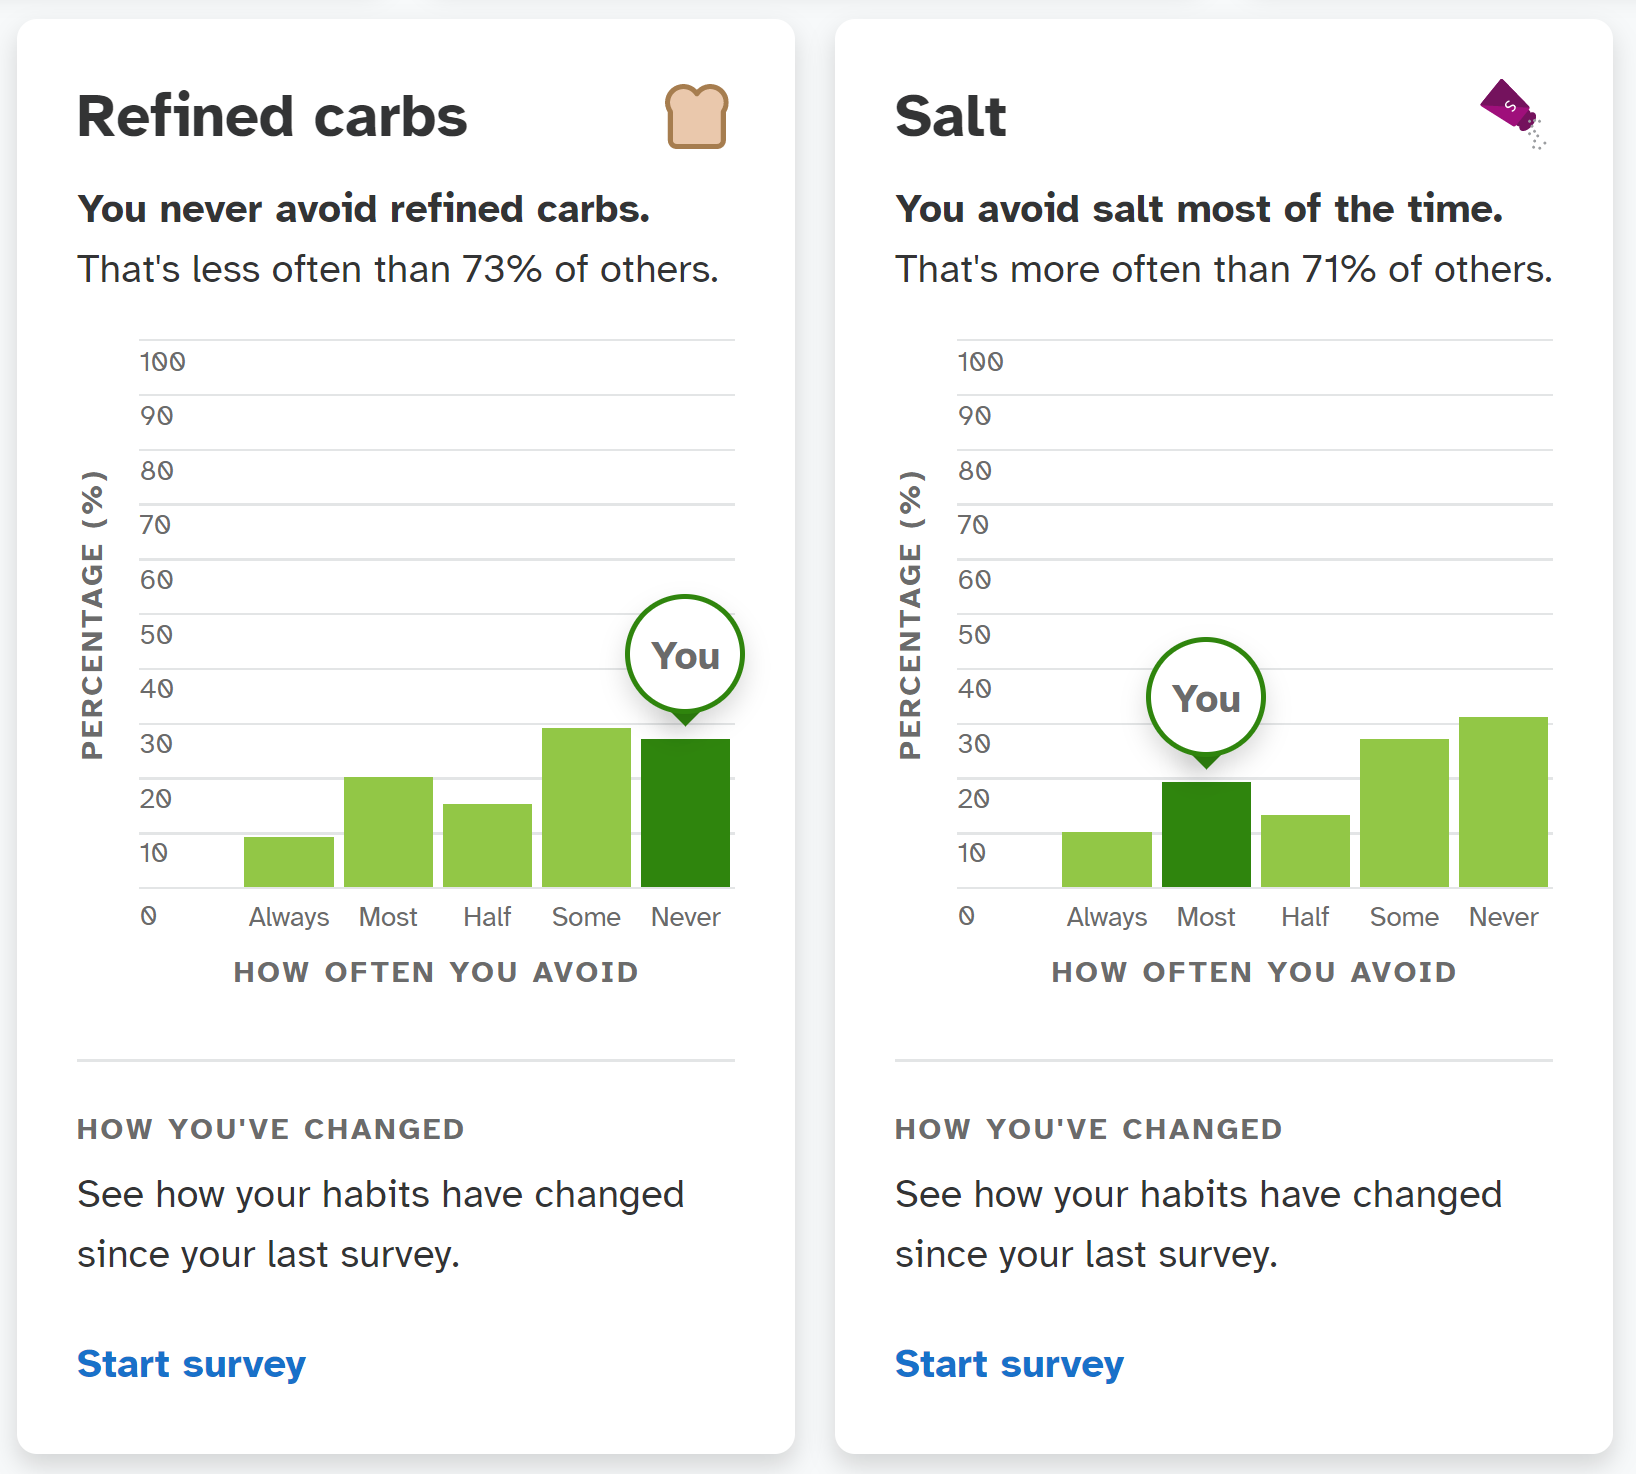 Refined carbs
You never avoid refined carbs.
That's less often than 73% of others.
PERCENTAGE (%)
100
90
80
70
60
50
40
30
20
10
0
You
Always Most Half Some Never
HOW OFTEN YOU AVOID
HOW YOU'VE CHANGED
See how your habits have changed
since your last survey.
Start survey
Salt
S
You avoid salt most of the time.
That's more often than 71% of others.
PERCENTAGE (%)
100
90
80
70
60
50
40
30
20
10
0
You
Always Most Half Some Never
HOW OFTEN YOU AVOID
HOW YOU'VE CHANGED
See how your habits have changed
since your last survey.
Start survey